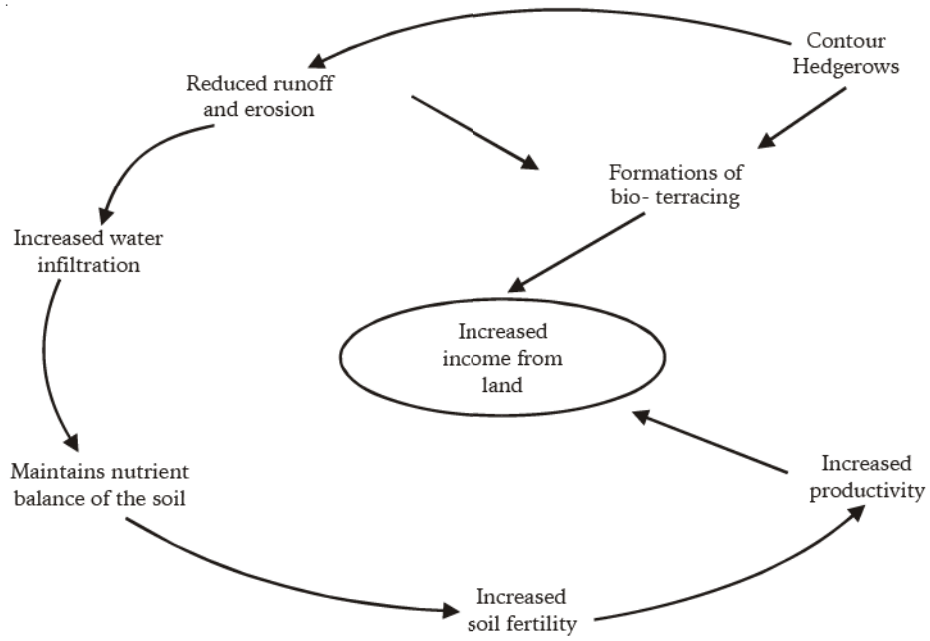 Contour
Hedgerows
Reduced runoff
and erosion
Formations of
bio- terracing
Increased water
infiltration
Increased
income from
land
Maintains nutrient
balance of the soil
Increased
productivity
Increased
soil fertility